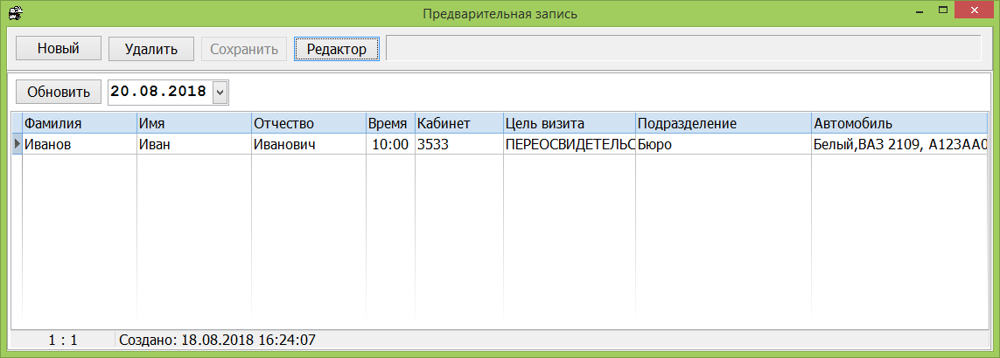 Предварительная запись
Новый Удалить Сохранить Редактор
Обновить 20.08.2018
Фамилия Имя Отчество Время Кабинет Цель визита Подразделение Автомобиль
Иванов Иван Иванович 10:00 3533 ПЕРЕОСВИДЕТЕЛЬС Бюро Белый,ВАЗ 2109, А123АА0
1 : 1 Создано: 18.08.2018 16:24:07